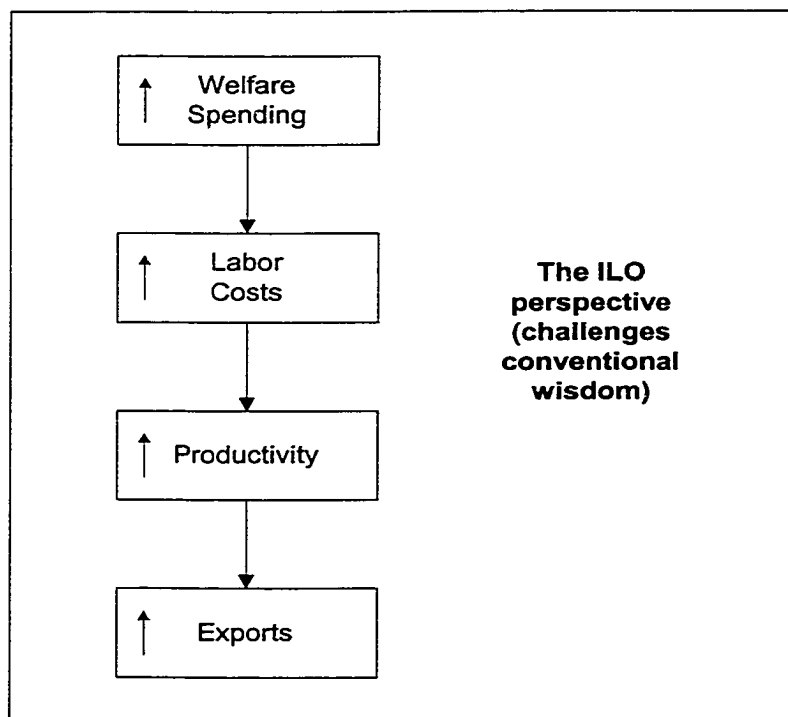 Welfare
Spending
Labor
Costs
The ILO
perspective
(challenges
conventional
wisdom)
Productivity
Exports